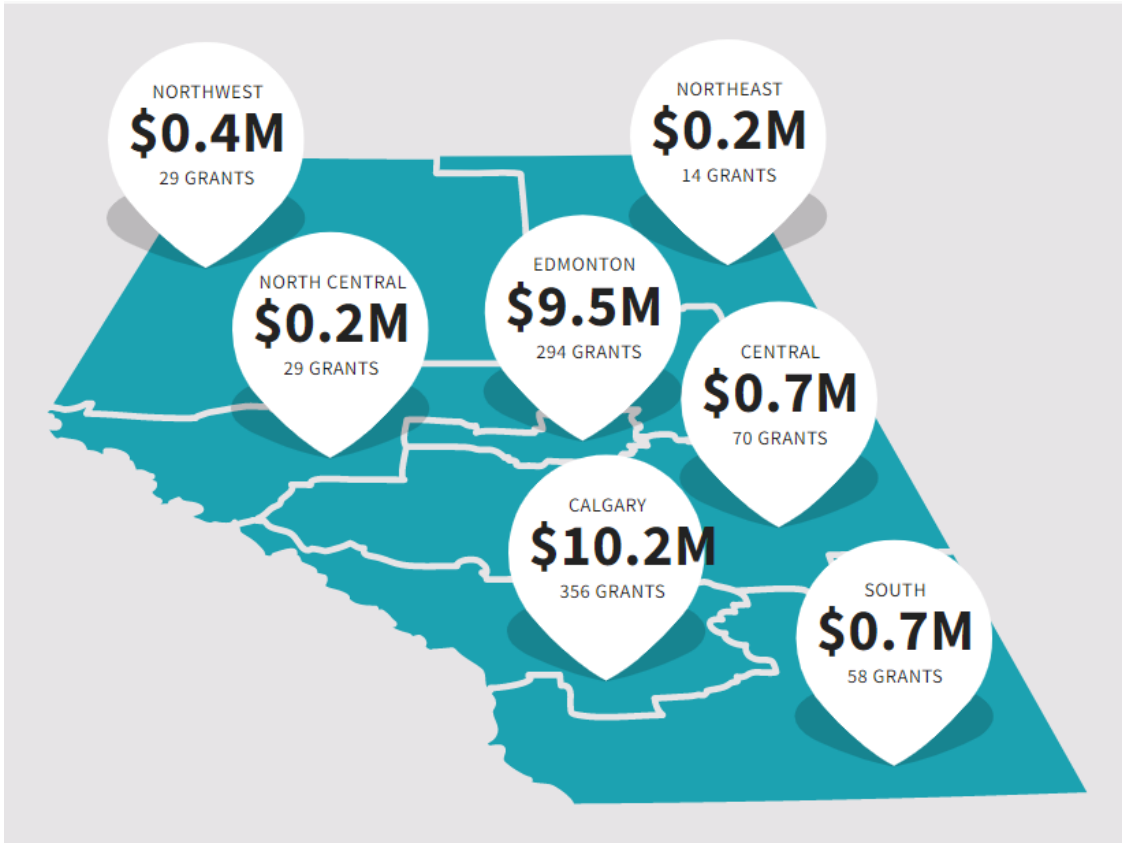 NORTHWEST
$0.4M
29 GRANTS
NORTHEAST
$0.2M
14 GRANTS
NORTH CENTRAL
$0.2M
29 GRANTS
EDMONTON
$9.5M
294 GRANTS
CENTRAL
$0.7M
70 GRANTS
CALGARY
$10.2M
356 GRANTS
SOUTH
$0.7M
58 GRANTS